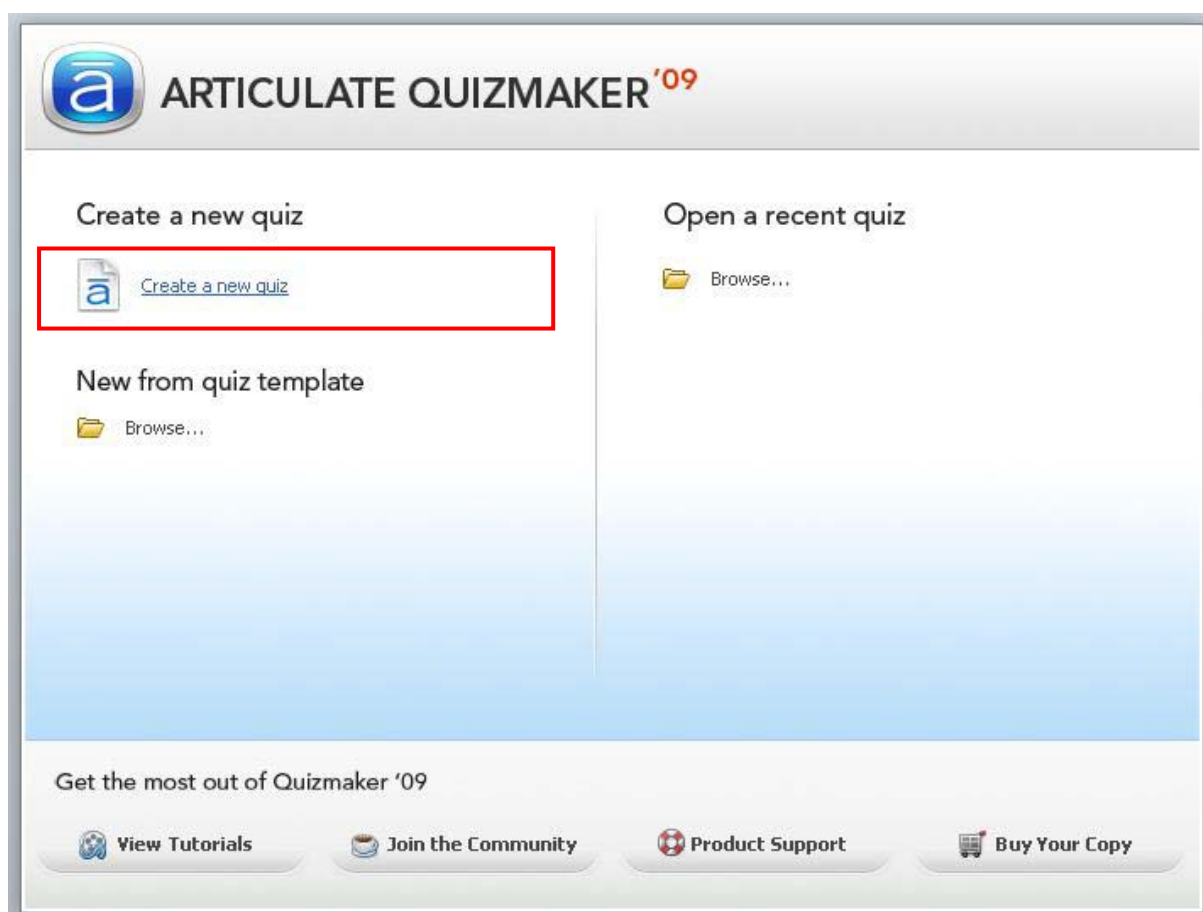 ā ARTICULATE QUIZMAKER '09
Create a new quiz
ā Create a new quiz
New from quiz template
Browse...
Open a recent quiz
Browse...
Get the most out of Quizmaker '09
View Tutorials
Join the Community
Product Support
Buy Your Copy